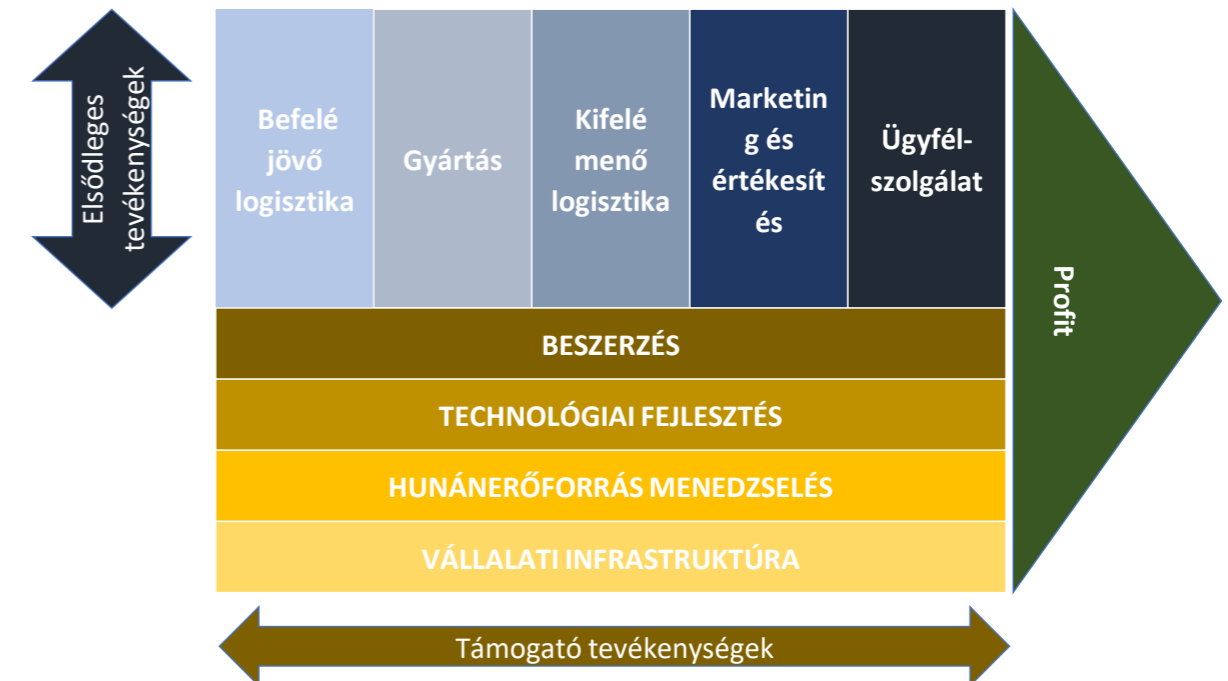 Elsődleges
tevékenységek
Befelé
jövő
logisztika
Gyártás
Kifelé
menő
logisztika
Marketin
g és
értékesít
és
Ügyfél-
szolgálat
Profit
BESZERZÉS
TECHNOLÓGIAI FEJLESZTÉS
HUNÁNERŐFORRÁS MENEDZSELÉS
VÁLLALATI INFRASTRUKTÚRA
Támogató tevékenységek